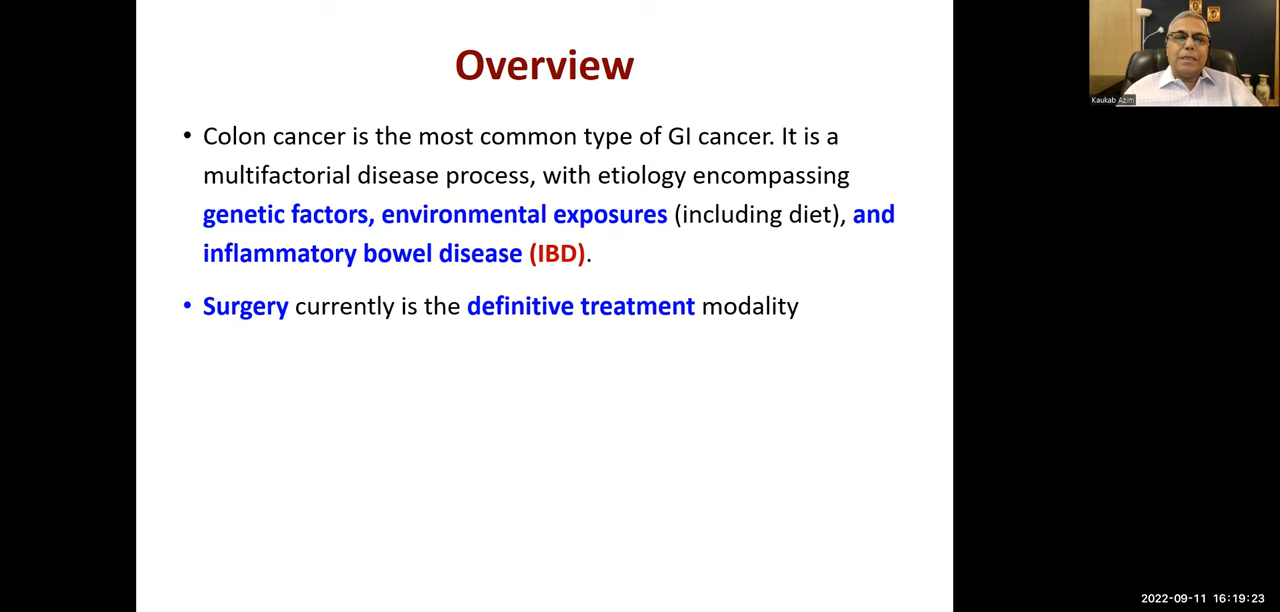 Overview
• Colon cancer is the most common type of GI cancer. It is a
multifactorial disease process, with etiology encompassing
genetic factors, environmental exposures (including diet), and
inflammatory bowel disease (IBD).
• Surgery currently is the definitive treatment modality
Kaukab Azim
2022-09-11 16:19:23